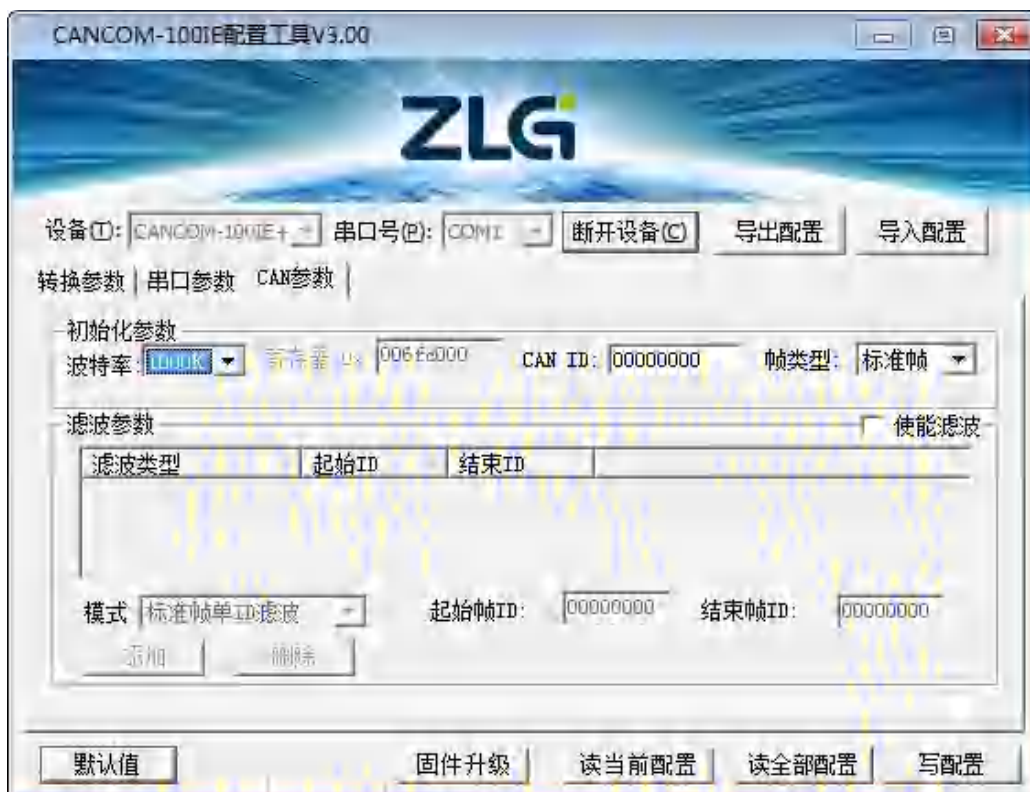 CANCOM-100IE配置工具V3.00
ZLG
设备(T): CANCOM-100IE+ 串口号(P): COM1 断开设备(C) 导出配置 导入配置
转换参数 串口参数 CAN参数
初始化参数
波特率: 1000K 寄存器 0x 006fd000 CAN ID: 00000000 帧类型: 标准帧
滤波参数 使能滤波
滤波类型 起始ID 结束ID
模式 标准帧单ID滤波 起始帧ID: 00000000 结束帧ID: 00000000
添加 删除
默认值 固件升级 读当前配置 读全部配置 写配置